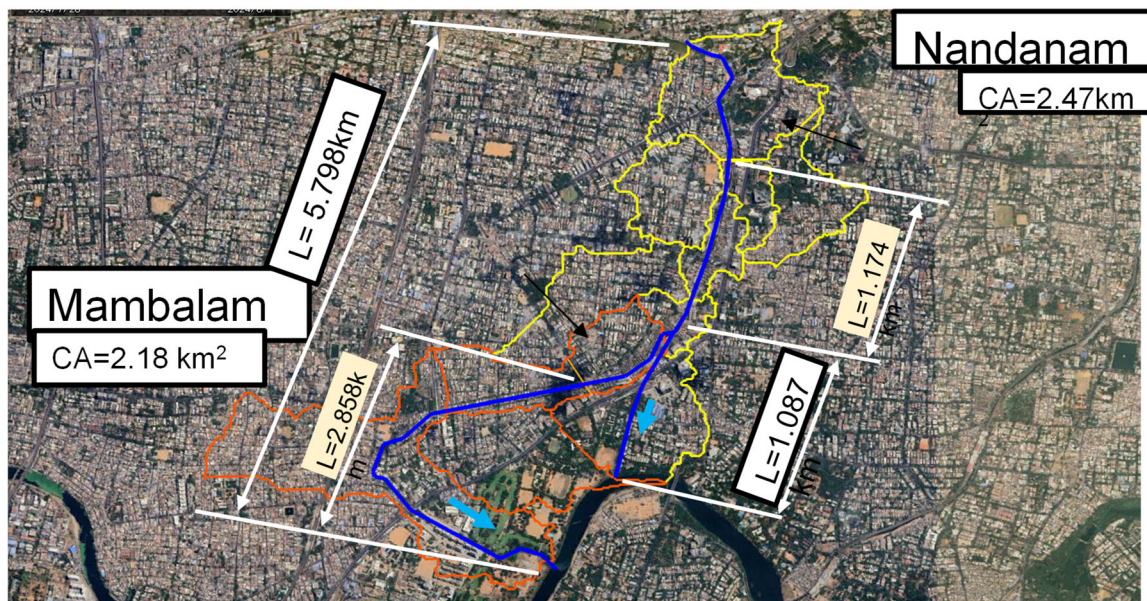 Nandanam
CA=2.47km
2
L= 5.798km
Mambalam
CA=2.18 km²
L=2.858k
m
L=1.174
km
L=1.087
km